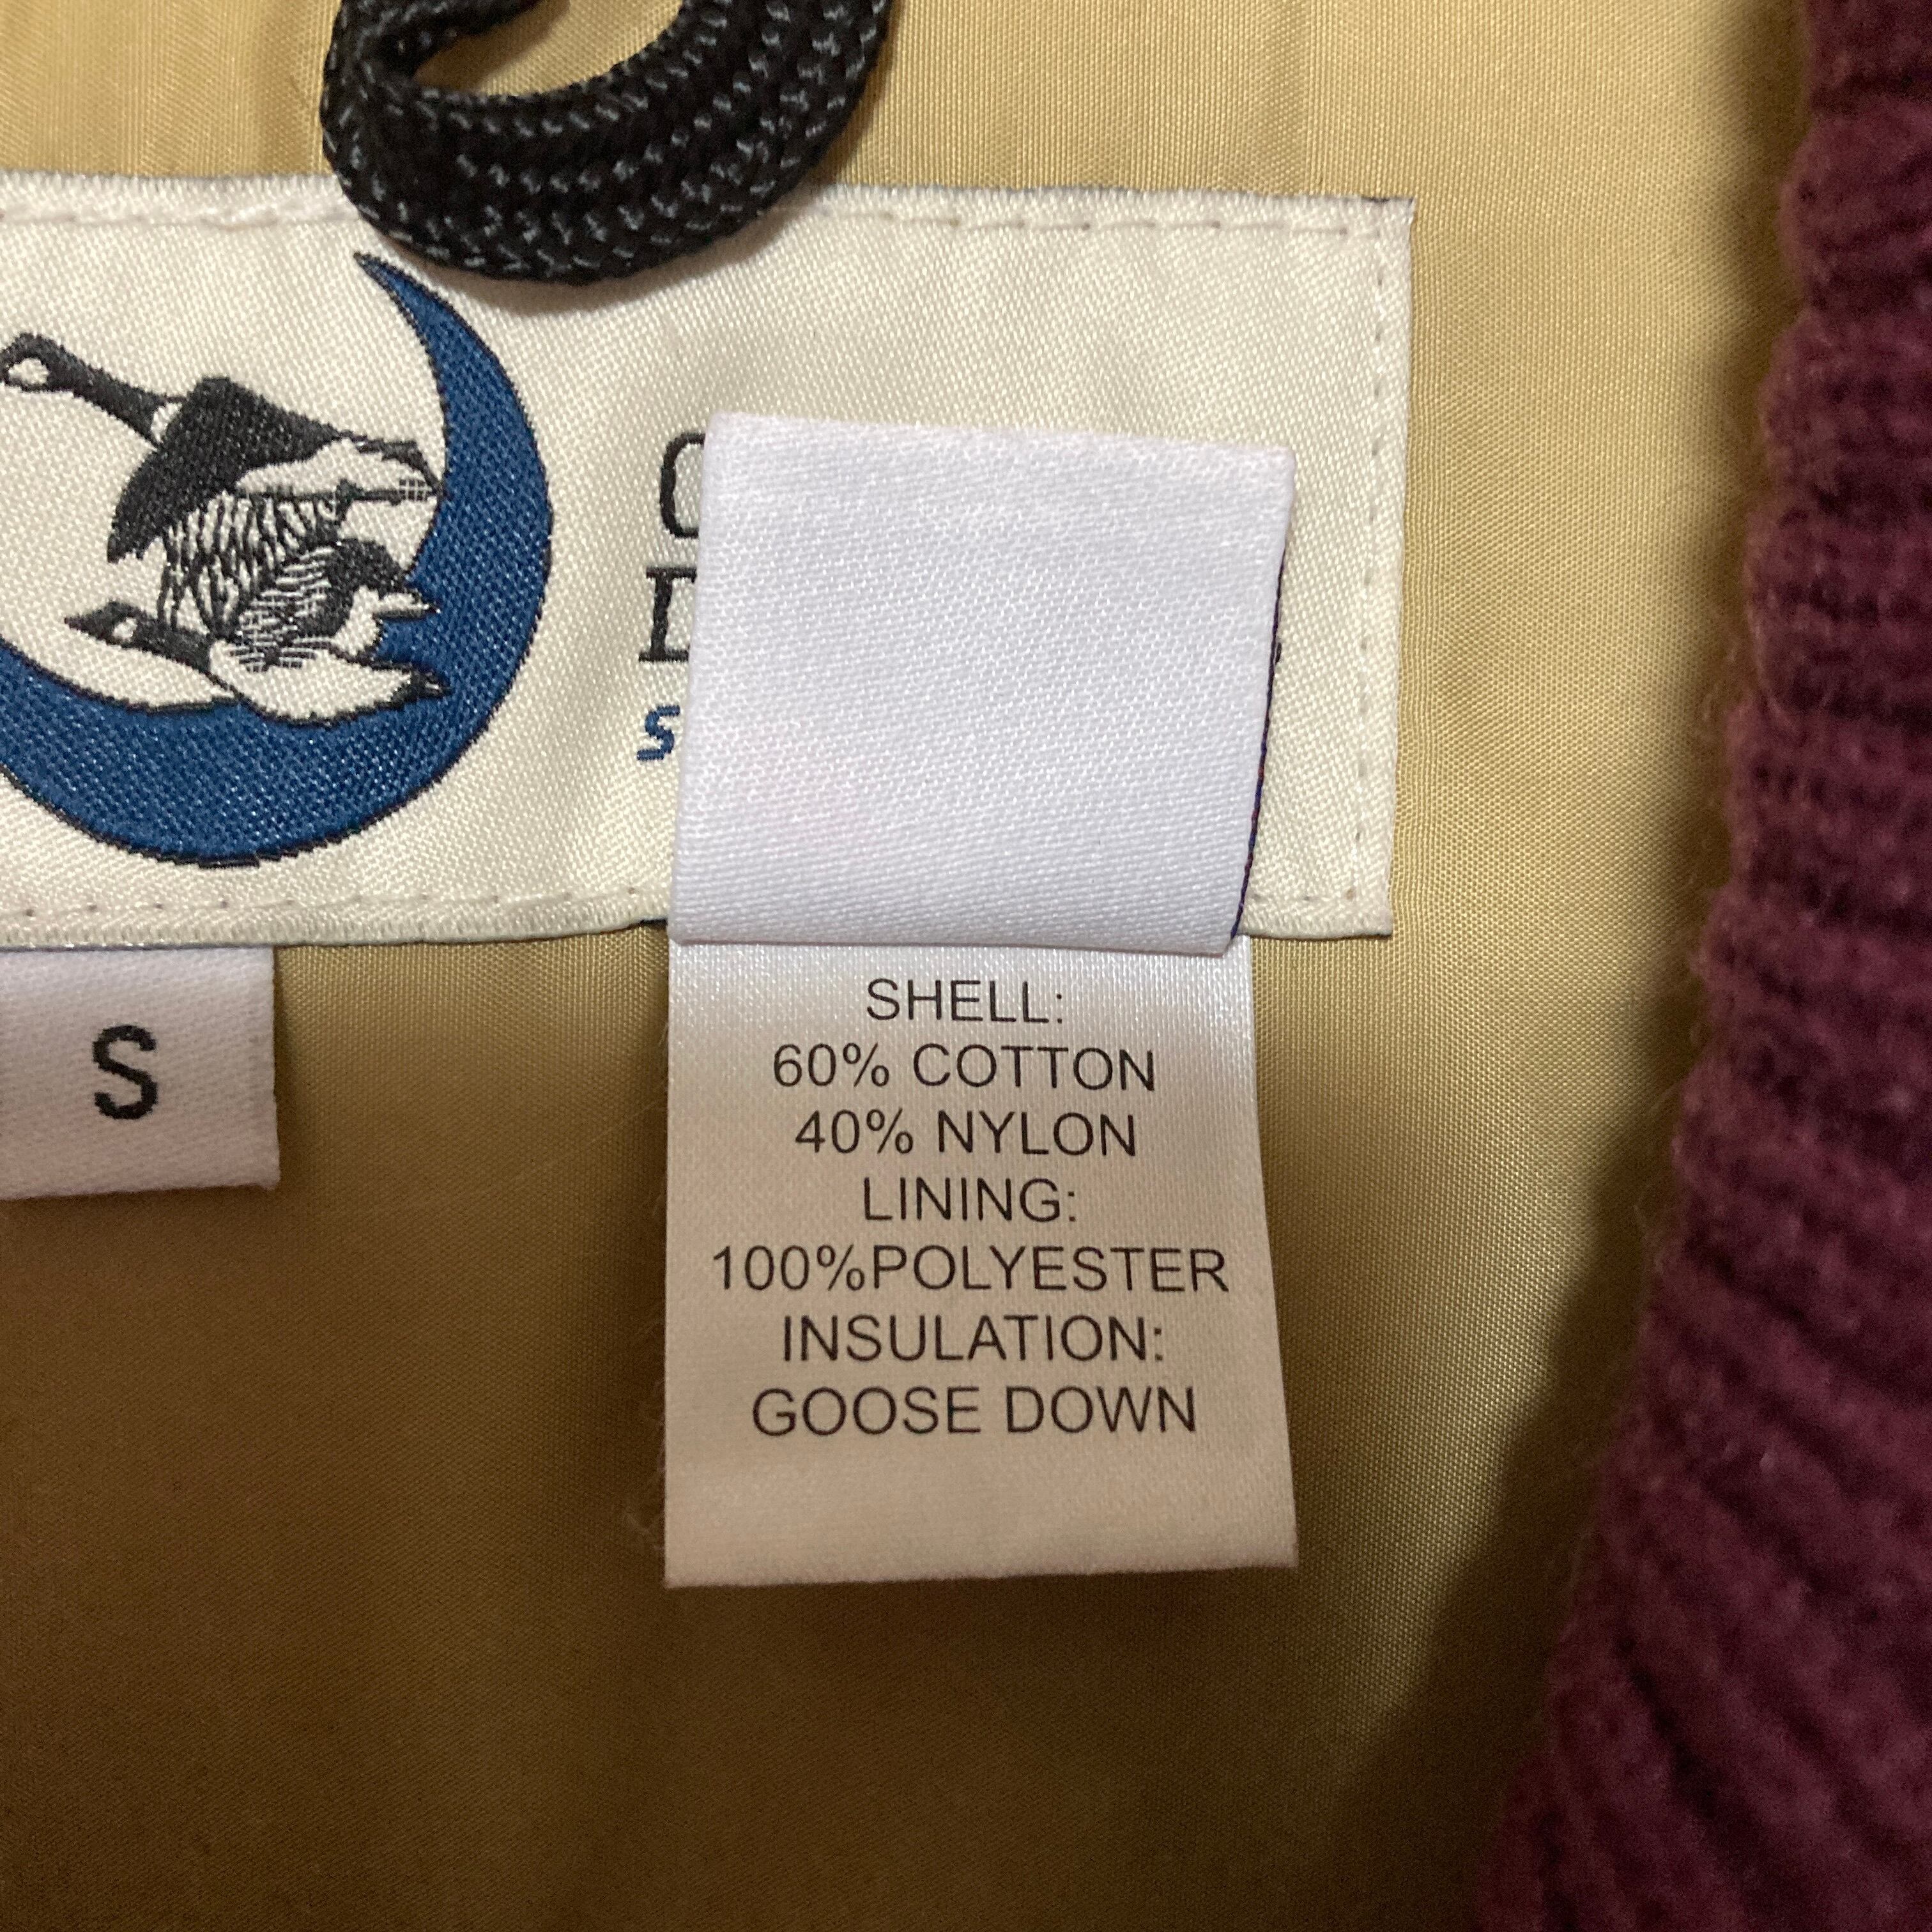 S
SHELL:
60% COTTON
40% NYLON
LINING:
100%POLYESTER
INSULATION:
GOOSE DOWN